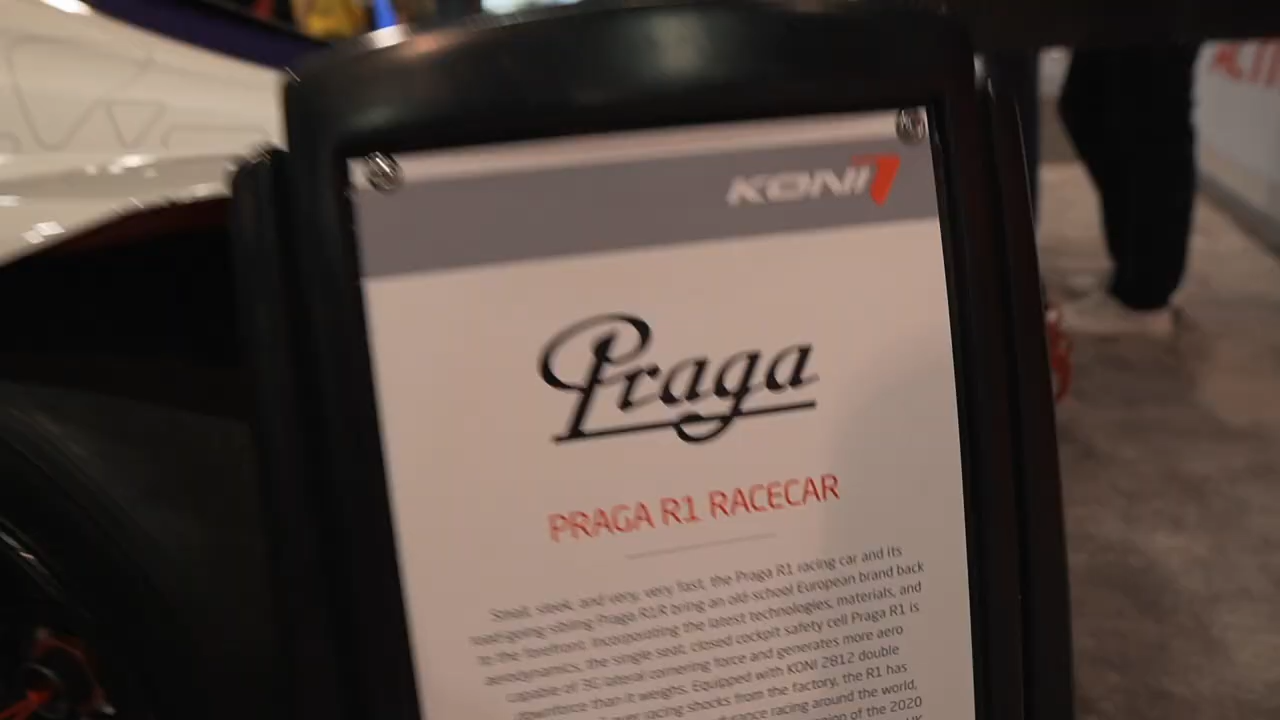 KONI
Praga
PRAGA R1 RACECAR
Small, sleek, and very, very fast, the Praga R1 racing car and its
road-going sibling Praga R1R bring an old-school European brand back
to the forefront. Incorporating the latest technologies, materials, and
aerodynamics, the single seat, closed cockpit safety cell Praga R1 is
capable of 3G lateral cornering force and generates more aero
downforce than it weighs. Equipped with KONI 2812 double
racing shocks from the factory, the R1 has
racing around the world,
of the 2020